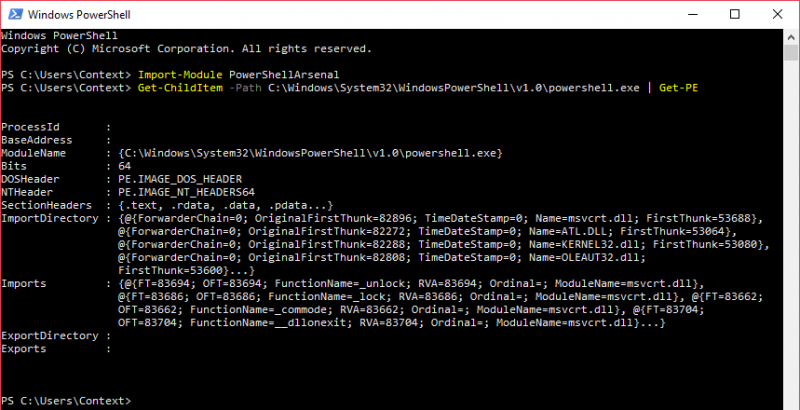 Windows PowerShell
Windows PowerShell
Copyright (C) Microsoft Corporation. All rights reserved.
PS C:\Users\Context> Import-Module PowerShellArsenal
PS C:\Users\Context> Get-ChildItem -Path C:\Windows\System32\WindowsPowerShell\v1.0\powershell.exe | Get-PE
ProcessId :
BaseAddress :
ModuleName : {C:\Windows\System32\WindowsPowerShell\v1.0\powershell.exe}
Bits : 64
DOSHeader : PE.IMAGE_DOS_HEADER
NTHeader : PE.IMAGE_NT_HEADERS64
SectionHeaders : {.text, .rdata, .data, .pdata...}
ImportDirectory : {@{ForwarderChain=0; OriginalFirstThunk=82896; TimeDateStamp=0; Name=msvcrt.dll; FirstThunk=53688},
@{ForwarderChain=0; OriginalFirstThunk=82272; TimeDateStamp=0; Name=ATL.DLL; FirstThunk=53064},
@{ForwarderChain=0; OriginalFirstThunk=82288; TimeDateStamp=0; Name=KERNEL32.dll; FirstThunk=53080},
@{ForwarderChain=0; OriginalFirstThunk=82808; TimeDateStamp=0; Name=OLEAUT32.dll;
FirstThunk=53600}...}
Imports : {@{FT=83694; OFT=83694; FunctionName=_unlock; RVA=83694; Ordinal=; ModuleName=msvcrt.dll},
@{FT=83686; OFT=83686; FunctionName=_lock; RVA=83686; Ordinal=; ModuleName=msvcrt.dll}, @{FT=83662;
OFT=83662; FunctionName=_commode; RVA=83662; Ordinal=; ModuleName=msvcrt.dll}, @{FT=83704;
OFT=83704; FunctionName=__dllonexit; RVA=83704; Ordinal=; ModuleName=msvcrt.dll}...}
ExportDirectory :
Exports :
PS C:\Users\Context>